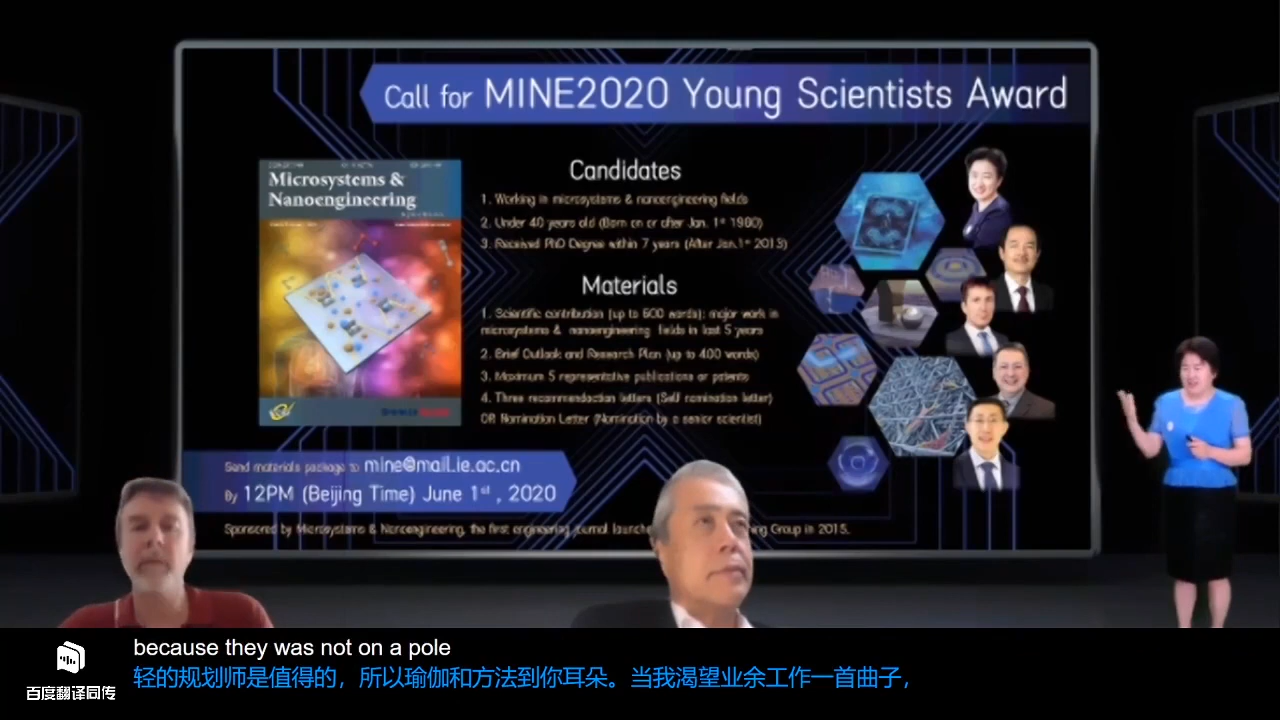 Call for MINE2020 Young Scientists Award
Microsystems &
Nanoengineering
Candidates
1. Working in microsystems & nanoengineering fields
2. Under 40 years old (Born on or after Jan. 1st 1980)
3. Received PhD Degree within 7 years (After Jan.1st 2013)
Materials
1. Scientific contribution (up to 600 words); major work in
microsystems & nanoengineering fields in last 5 years
2. Brief Outlook and Research Plan (up to 400 words)
3. Maximum 5 representative publications or patents
4. Three recommendation letters (Self nomination letter)
OR Nomination Letter (Nomination by a senior scientist)
Send materials package to mine@mail.ie.ac.cn
By 12PM (Beijing Time) June 1st , 2020
Sponsored by Microsystems & Nanoengineering, the first engineering journal launche ing Group in 2015.
because they was not on a pole
轻的规划师是值得的，所以瑜伽和方法到你耳朵。当我渴望业余工作一首曲子，
百度翻译同传